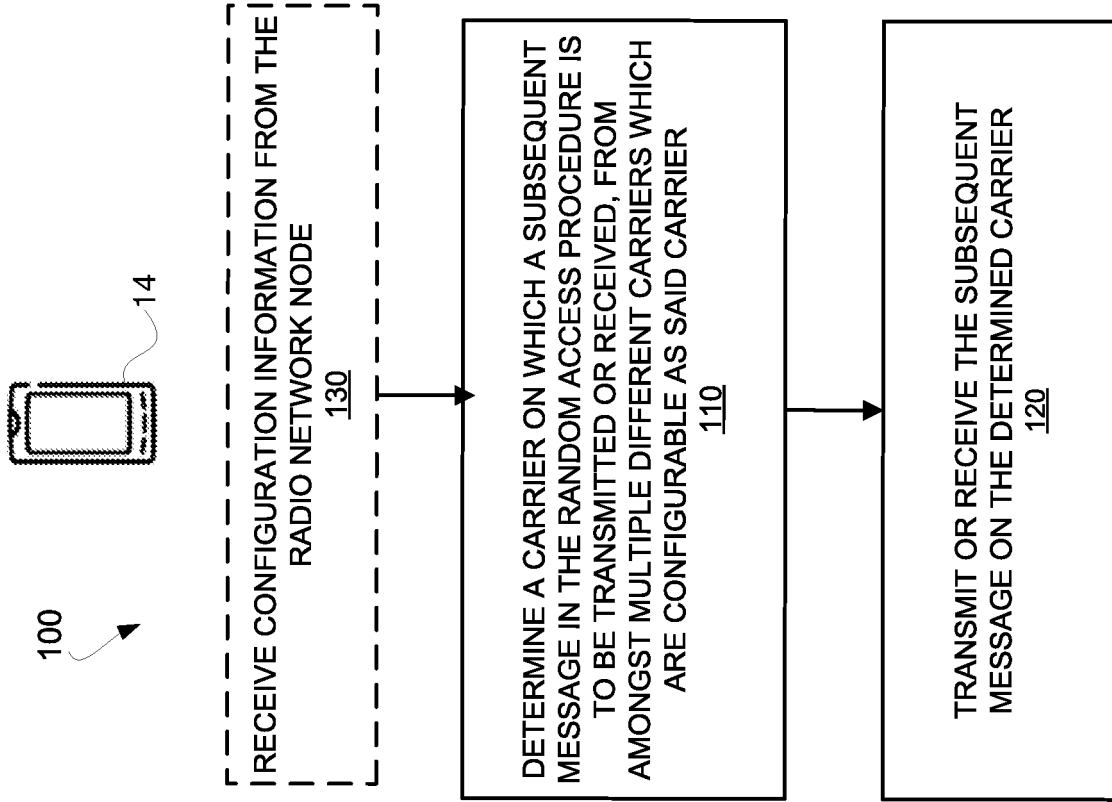 100
14
RECEIVE CONFIGURATION INFORMATION FROM THE
RADIO NETWORK NODE
130
DETERMINE A CARRIER ON WHICH A SUBSEQUENT
MESSAGE IN THE RANDOM ACCESS PROCEDURE IS
TO BE TRANSMITTED OR RECEIVED, FROM
AMONGST MULTIPLE DIFFERENT CARRIERS WHICH
ARE CONFIGURABLE AS SAID CARRIER
110
TRANSMIT OR RECEIVE THE SUBSEQUENT
MESSAGE ON THE DETERMINED CARRIER
120